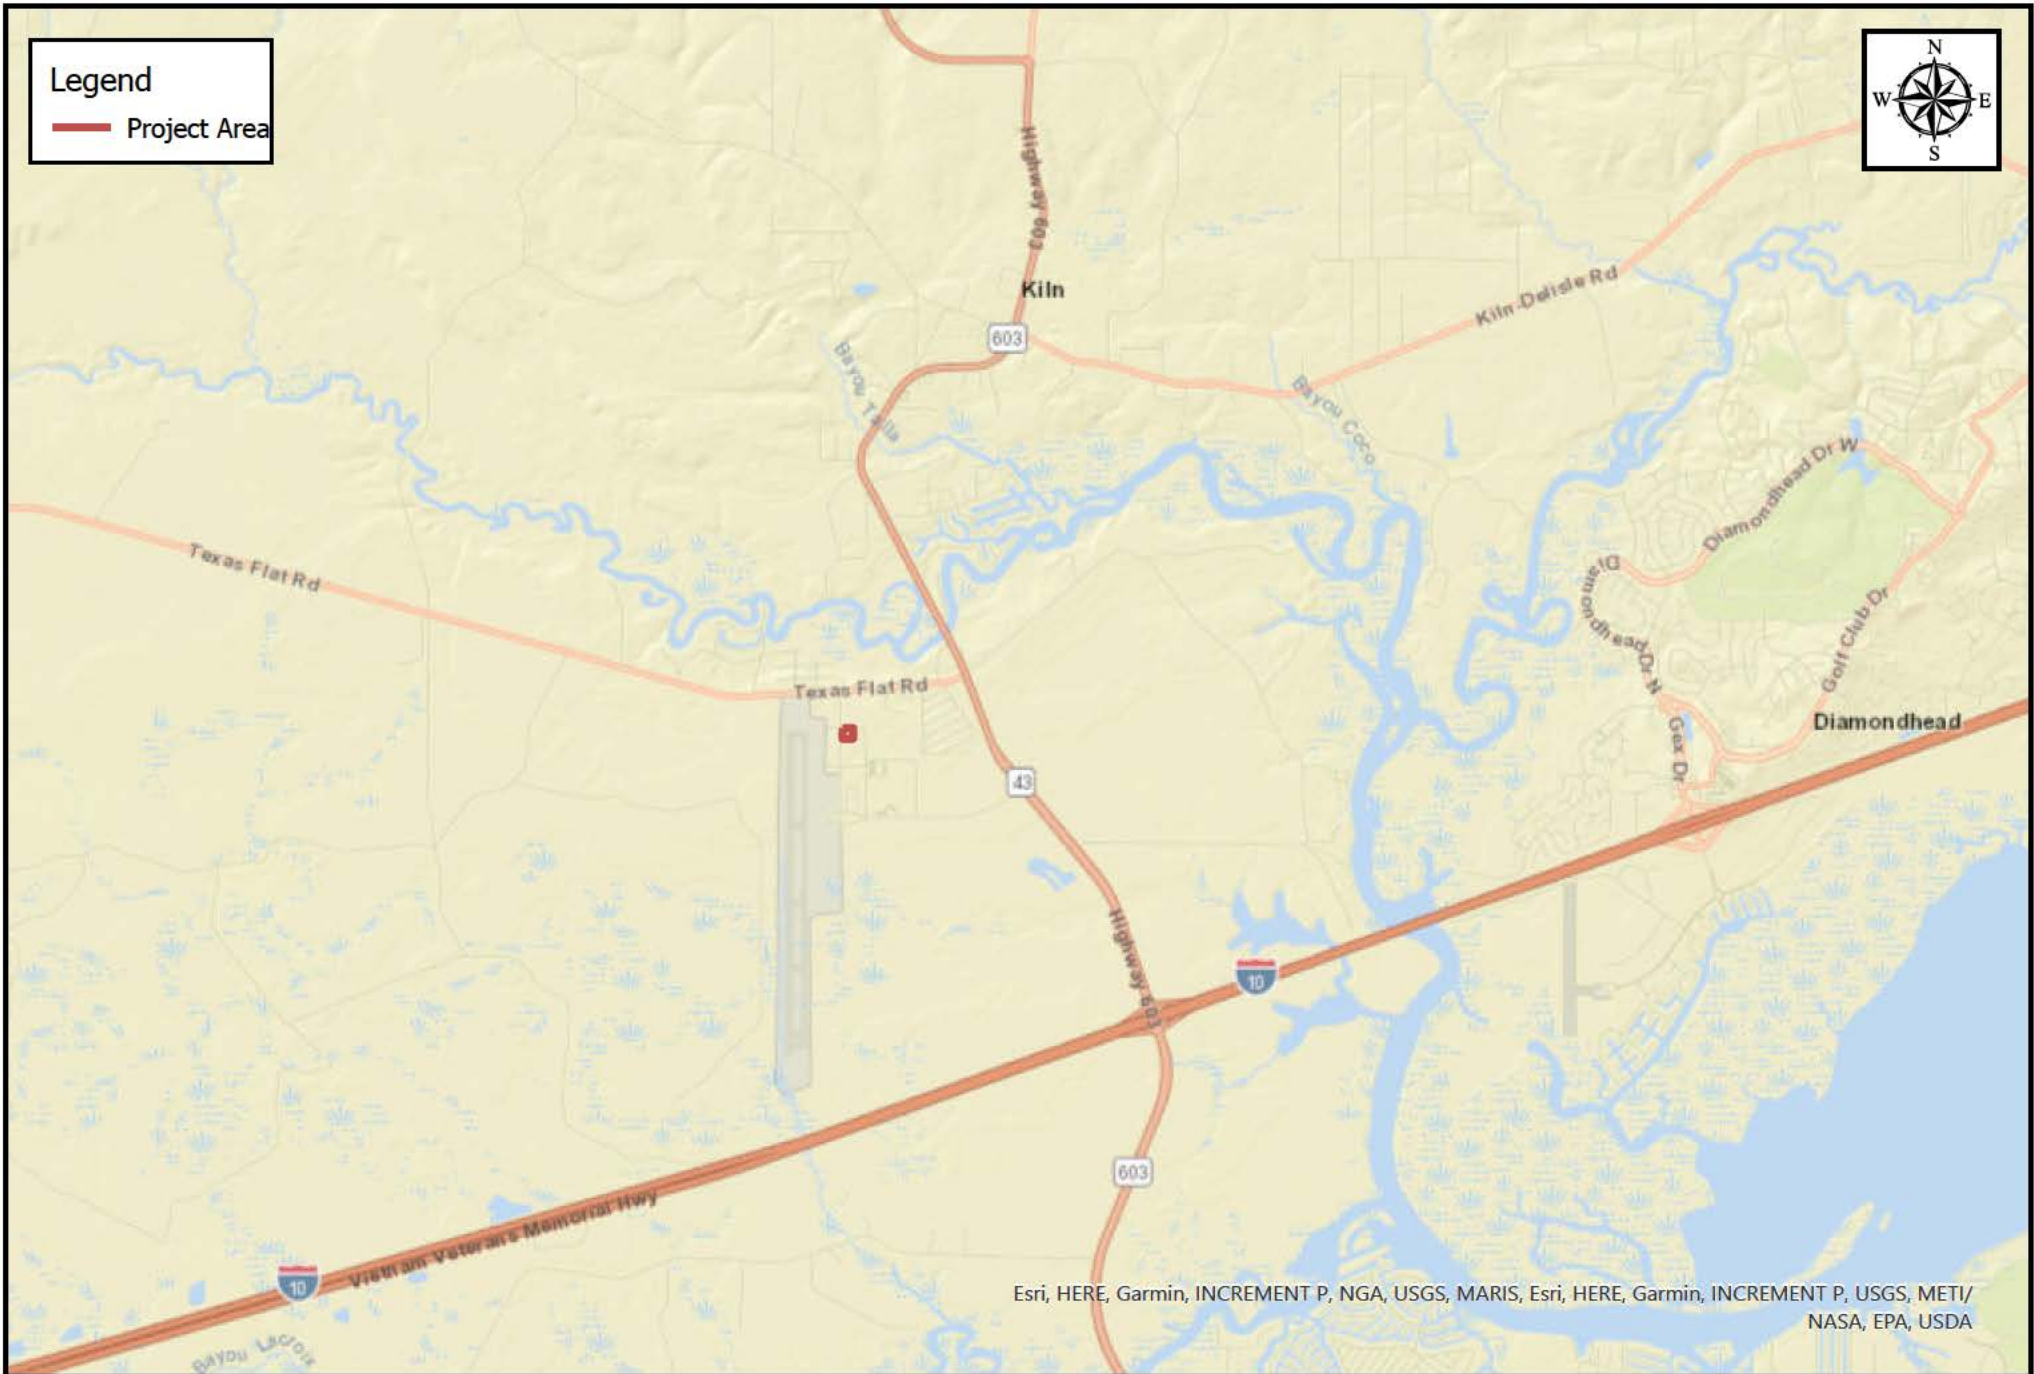 Legend
Project Area
N
W
E
S
Highway 603
Kiln
603
Kiln-Delisle Rd
Bayou Talla
Bayou Coco
Diamondhead Dr W
Texas Flat Rd
Diamondhead Dr N
Golf Club Dr
Texas Flat Rd
Gex Dr
Diamondhead
43
Highway 603
10
603
Vietnam Veterans Memorial Hwy
10
Bayou Lacroix
Esri, HERE, Garmin, INCREMENT P, NGA, USGS, MARIS, Esri, HERE, Garmin, INCREMENT P, USGS, METI/
NASA, EPA, USDA